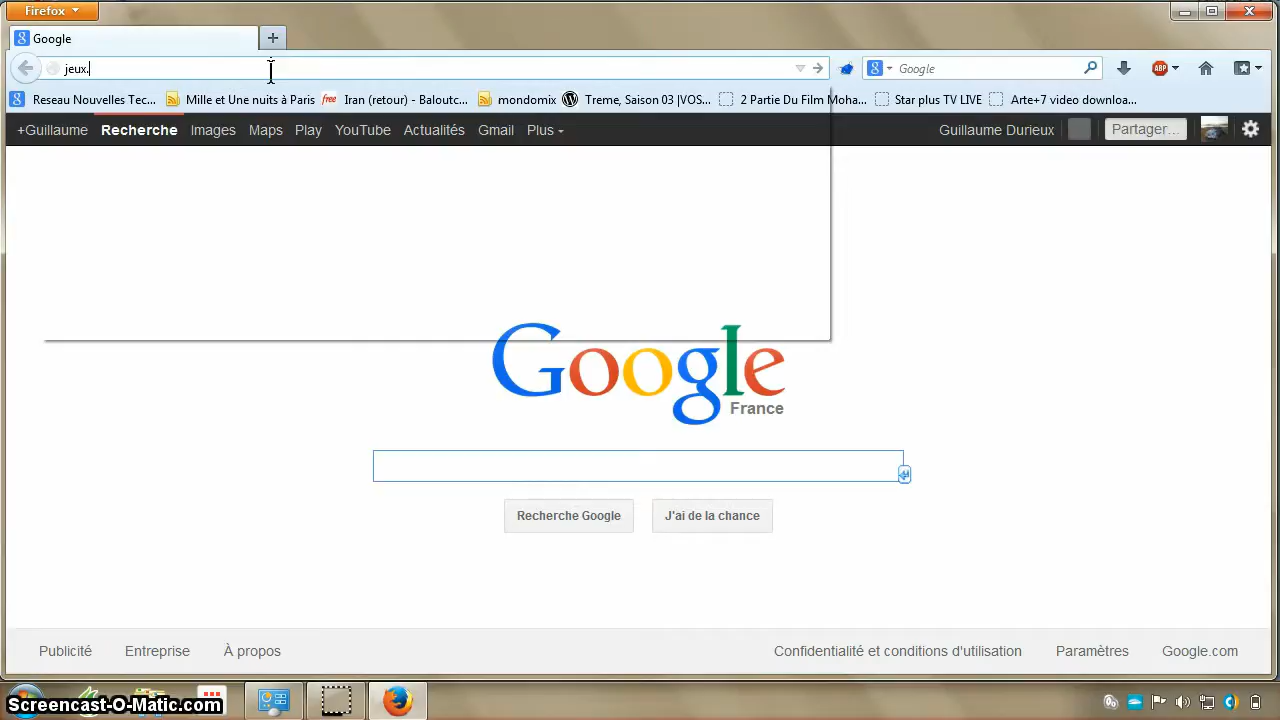 Firefox
Google
jeux.
Google
Reseau Nouvelles Tec...
Mille et Une nuits à Paris
free
Iran (retour) - Baloutc...
mondomix
Treme, Saison 03 |VOS...
2 Partie Du Film Moha...
Star plus TV LIVE
Arte+7 video downloa...
+Guillaume
Recherche
Images
Maps
Play
YouTube
Actualités
Gmail
Plus
Guillaume Durieux
Partager...
Google
France
Recherche Google
J'ai de la chance
Publicité
Entreprise
À propos
Confidentialité et conditions d'utilisation
Paramètres
Google.com
Screencast-O-Matic.com